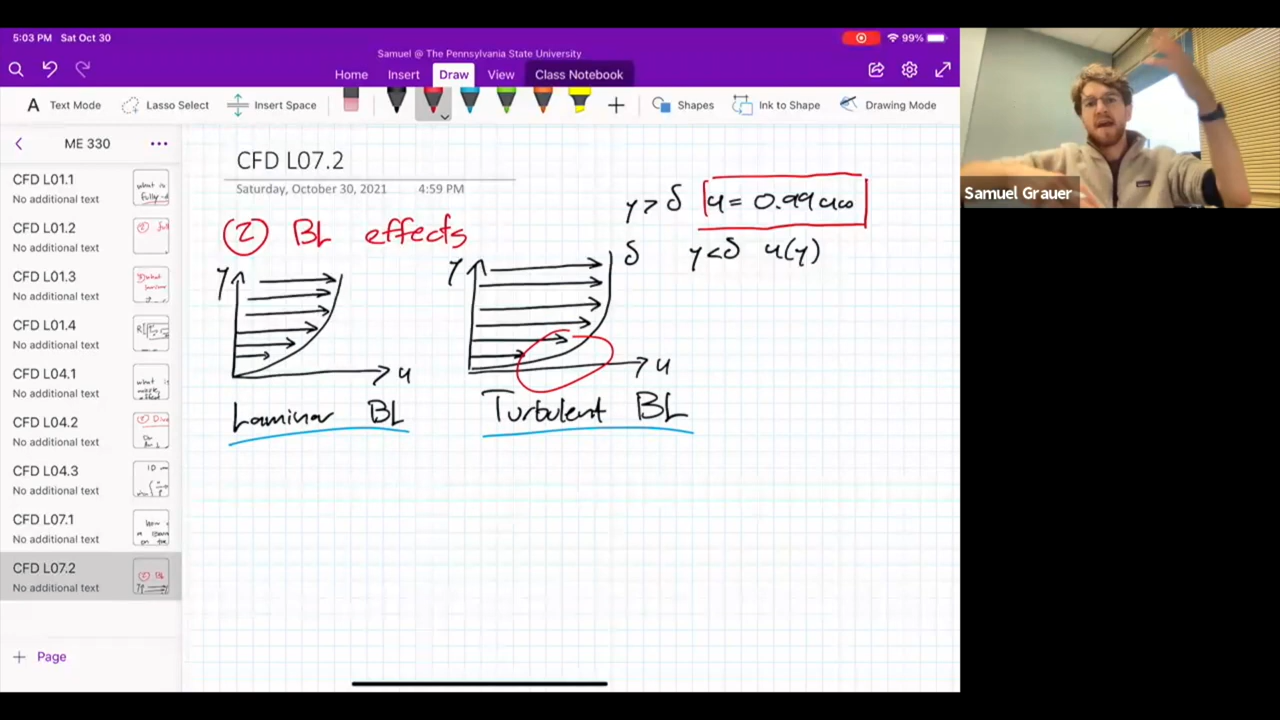 5:03 PM Sat Oct 30
99%
Samuel @ The Pennsylvania State University
Home Insert Draw View Class Notebook
A Text Mode Lasso Select Insert Space Shapes Ink to Shape Drawing Mode
ME 330
CFD L01.1
No additional text
CFD L01.2
No additional text
CFD L01.3
No additional text
CFD L01.4
No additional text
CFD L04.1
No additional text
CFD L04.2
No additional text
CFD L04.3
No additional text
CFD L07.1
No additional text
CFD L07.2
No additional text
+ Page
CFD L07.2
Saturday, October 30, 2021 4:59 PM
y > δ u = 0.99 u∞
② BL effects
δ y < δ u(y)
y
y
u
u
Laminar BL
Turbulent BL
Samuel Grauer